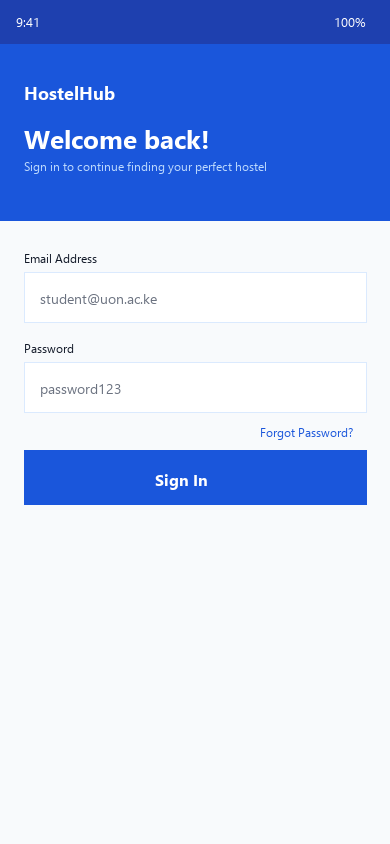 9:41 100%
HostelHub
Welcome back!
Sign in to continue finding your perfect hostel
Email Address
student@uon.ac.ke
Password
password123
Forgot Password?
Sign In